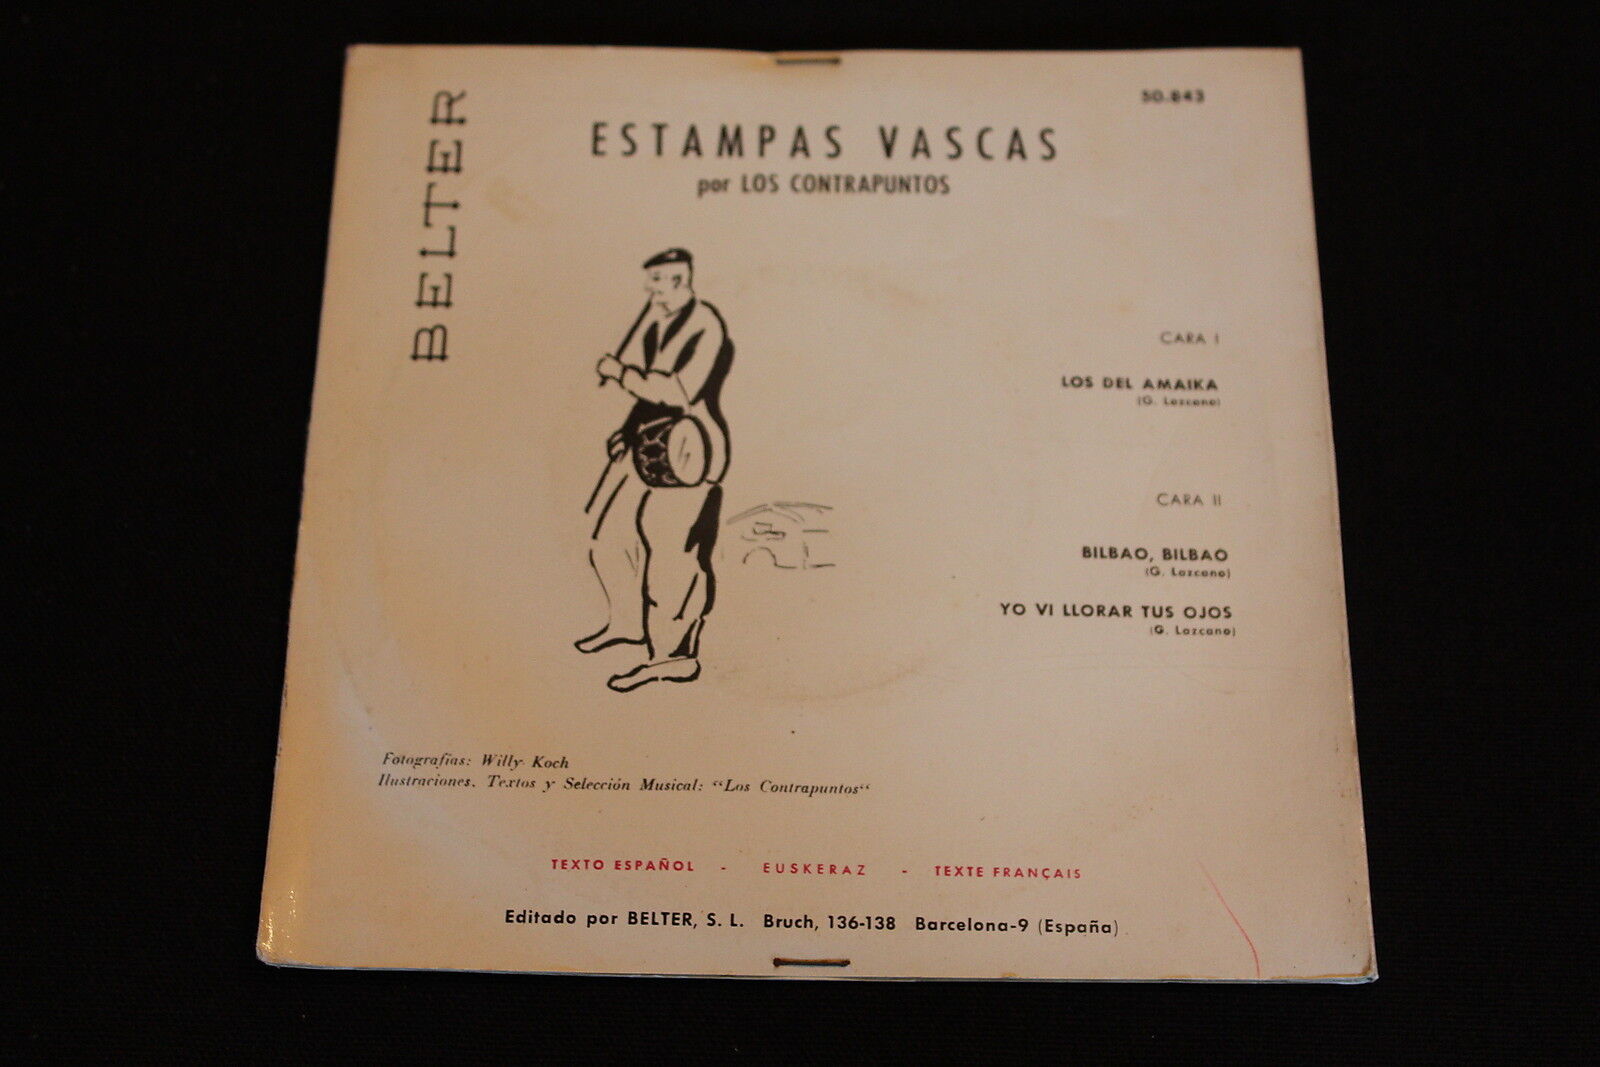 BELTER
50.843
ESTAMPAS VASCAS
por LOS CONTRAPUNTOS
CARA I
LOS DEL AMAIKA
(G. Lazcano)
CARA II
BILBAO, BILBAO
(G. Lazcano)
YO VI LLORAR TUS OJOS
(G. Lazcano)
Fotografías: Willy Koch
Ilustraciones. Textos y Selección Musical: “Los Contrapuntos“
TEXTO ESPAÑOL - EUSKERAZ - TEXTE FRANÇAIS
Editado por BELTER, S. L. Bruch, 136-138 Barcelona-9 (España)